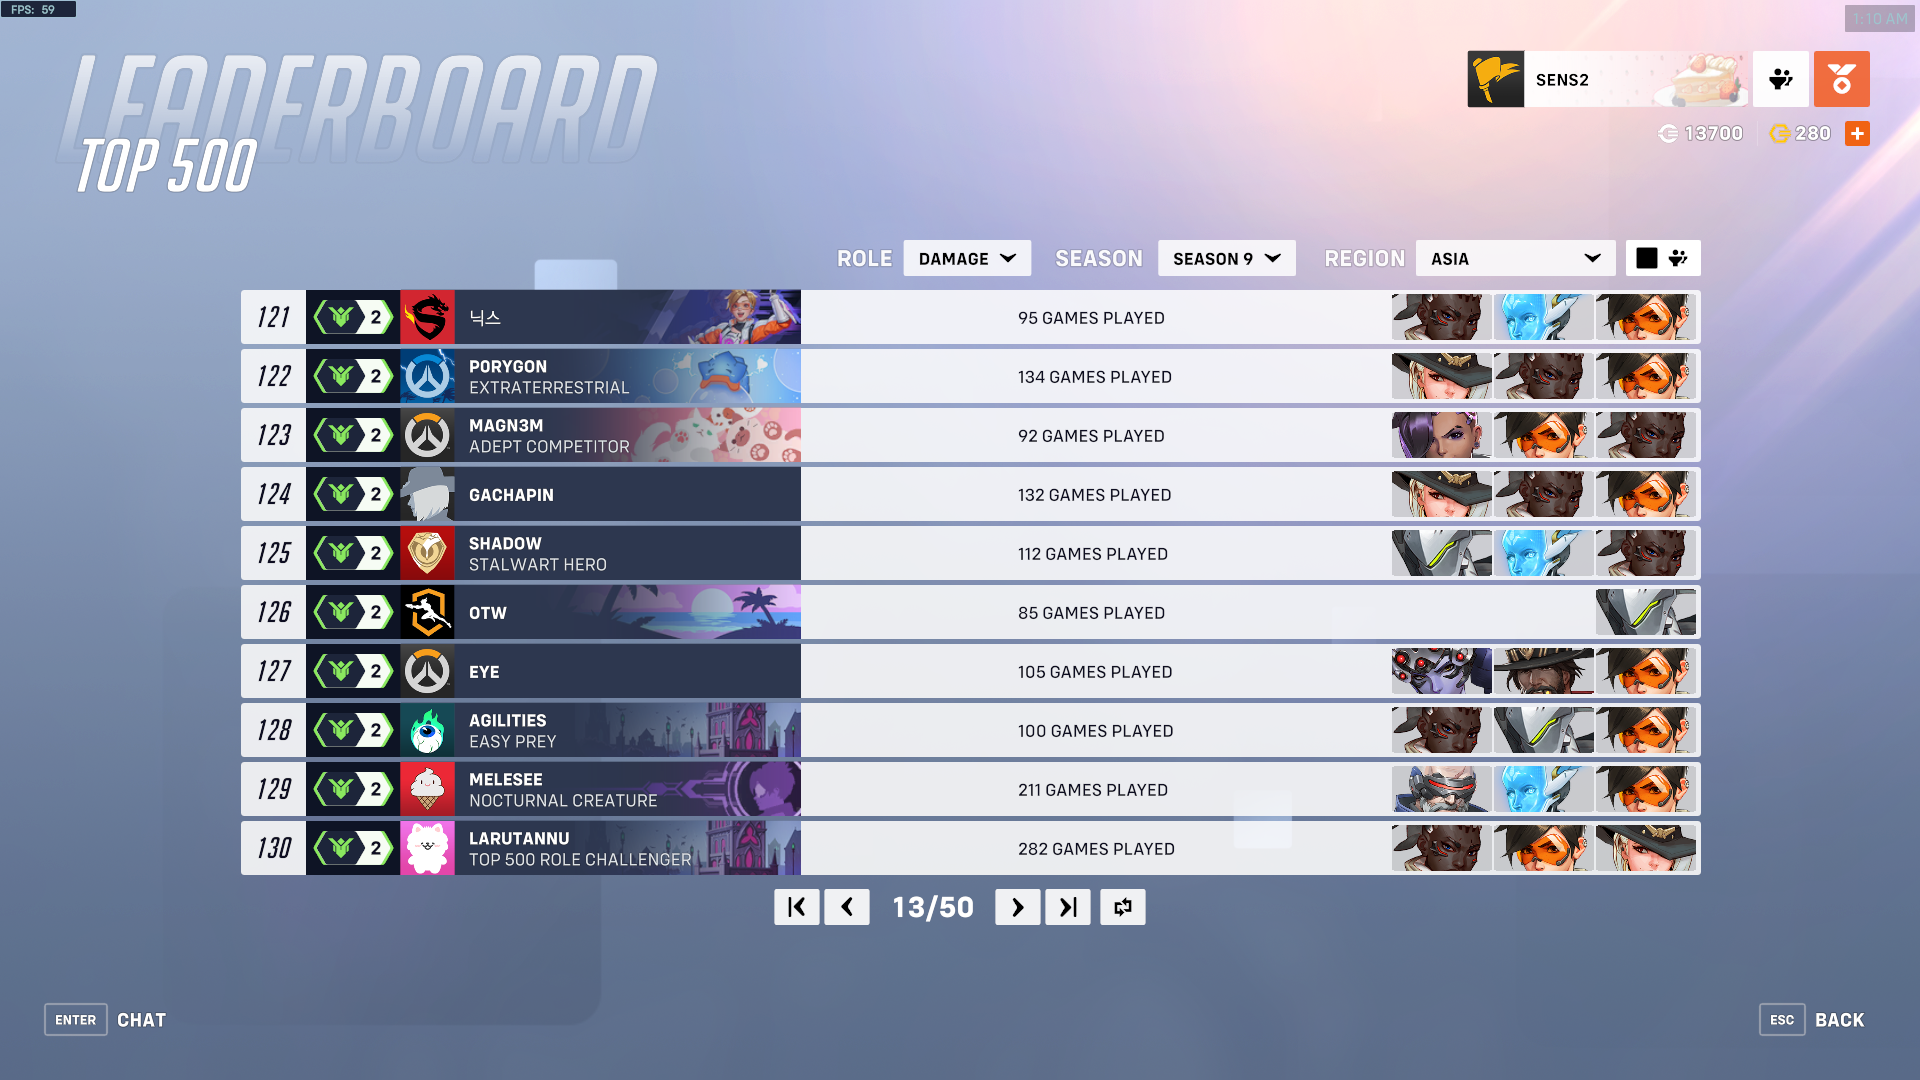 FPS: 59
1:10 AM
LEADERBOARD
TOP 500
SENS2
13700
280
ROLE DAMAGE SEASON SEASON 9 REGION ASIA
121 2 닉스 95 GAMES PLAYED
122 2 P0RYGON 134 GAMES PLAYED
EXTRATERRESTRIAL
123 2 MAGN3M 92 GAMES PLAYED
ADEPT COMPETITOR
124 2 GACHAPIN 132 GAMES PLAYED
125 2 SHADOW 112 GAMES PLAYED
STALWART HERO
126 2 OTW 85 GAMES PLAYED
127 2 EYE 105 GAMES PLAYED
128 2 AGILITIES 100 GAMES PLAYED
EASY PREY
129 2 MELESEE 211 GAMES PLAYED
NOCTURNAL CREATURE
130 2 LARUTANNU 282 GAMES PLAYED
TOP 500 ROLE CHALLENGER
13/50
ENTER CHAT
ESC BACK